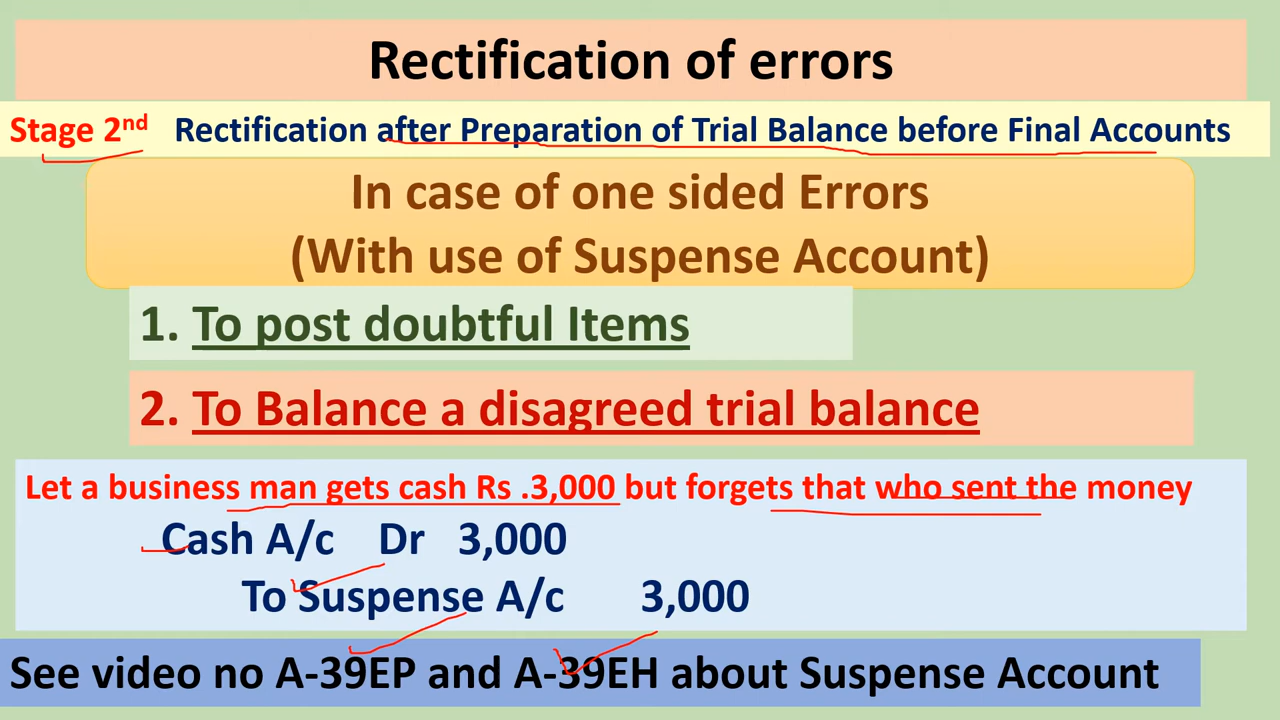 Rectification of errors
Stage 2nd Rectification after Preparation of Trial Balance before Final Accounts
In case of one sided Errors
(With use of Suspense Account)
1. To post doubtful Items
2. To Balance a disagreed trial balance
Let a business man gets cash Rs .3,000 but forgets that who sent the money
Cash A/c Dr 3,000
To Suspense A/c 3,000
See video no A-39EP and A-39EH about Suspense Account